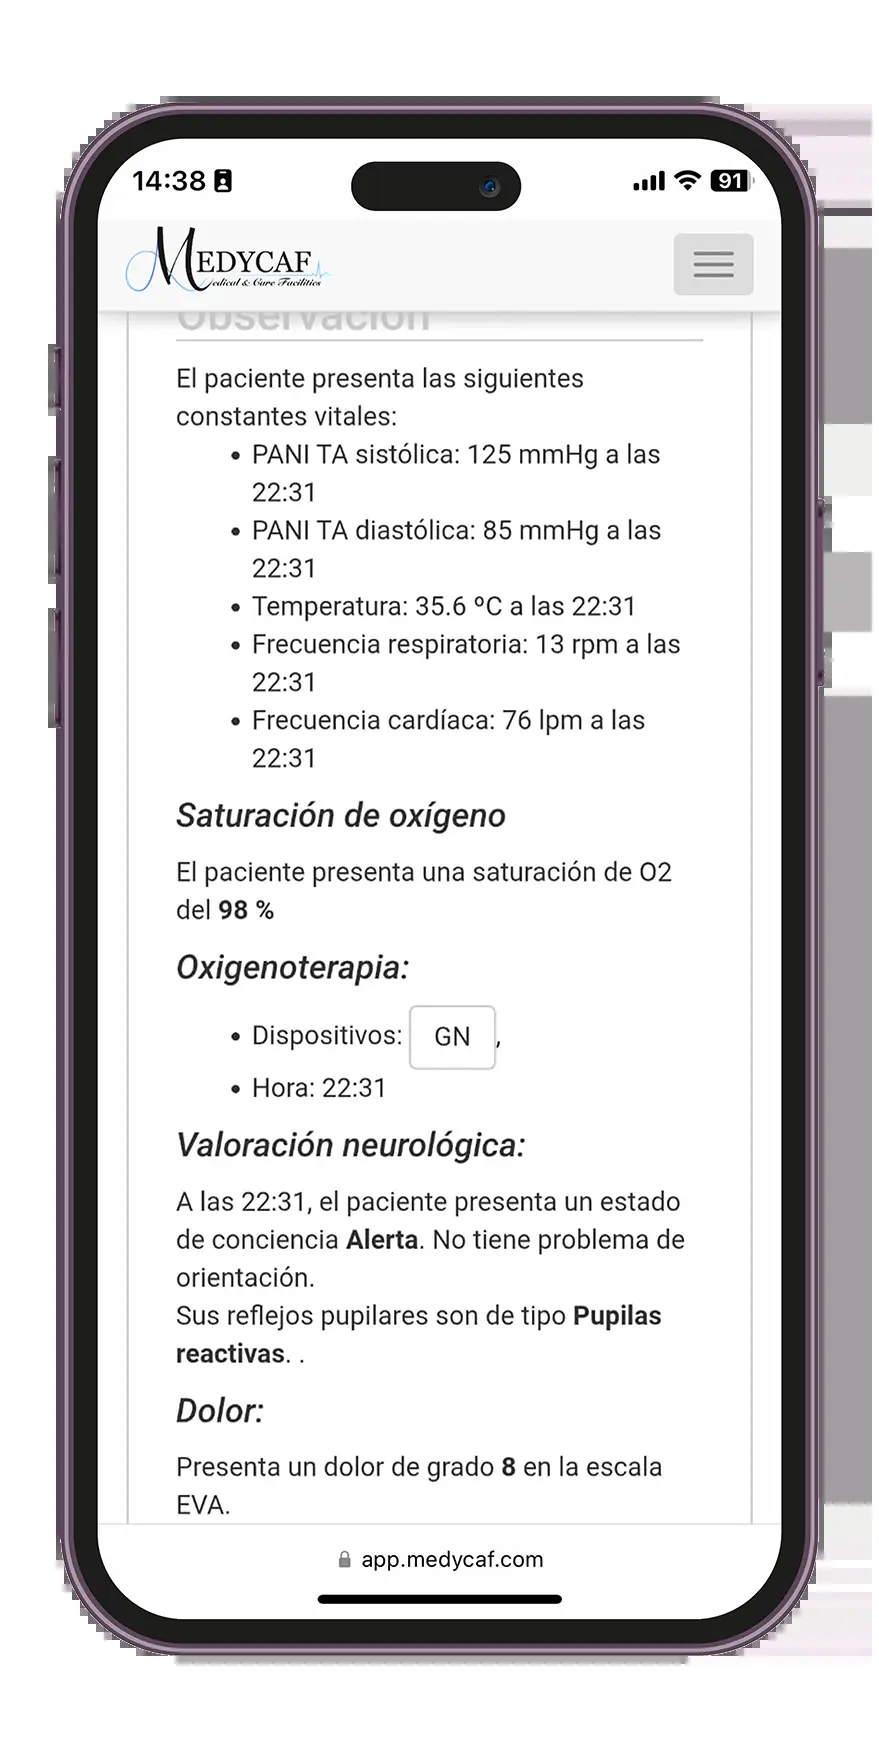 14:38
91
MEDYCAF
Medical & Care Facilities
Observación
El paciente presenta las siguientes
constantes vitales:
• PANI TA sistólica: 125 mmHg a las
22:31
• PANI TA diastólica: 85 mmHg a las
22:31
• Temperatura: 35.6 ºC a las 22:31
• Frecuencia respiratoria: 13 rpm a las
22:31
• Frecuencia cardíaca: 76 lpm a las
22:31
Saturación de oxígeno
El paciente presenta una saturación de O2
del 98 %
Oxigenoterapia:
• Dispositivos: GN ,
• Hora: 22:31
Valoración neurológica:
A las 22:31, el paciente presenta un estado
de conciencia Alerta. No tiene problema de
orientación.
Sus reflejos pupilares son de tipo Pupilas
reactivas. .
Dolor:
Presenta un dolor de grado 8 en la escala
EVA.
app.medycaf.com